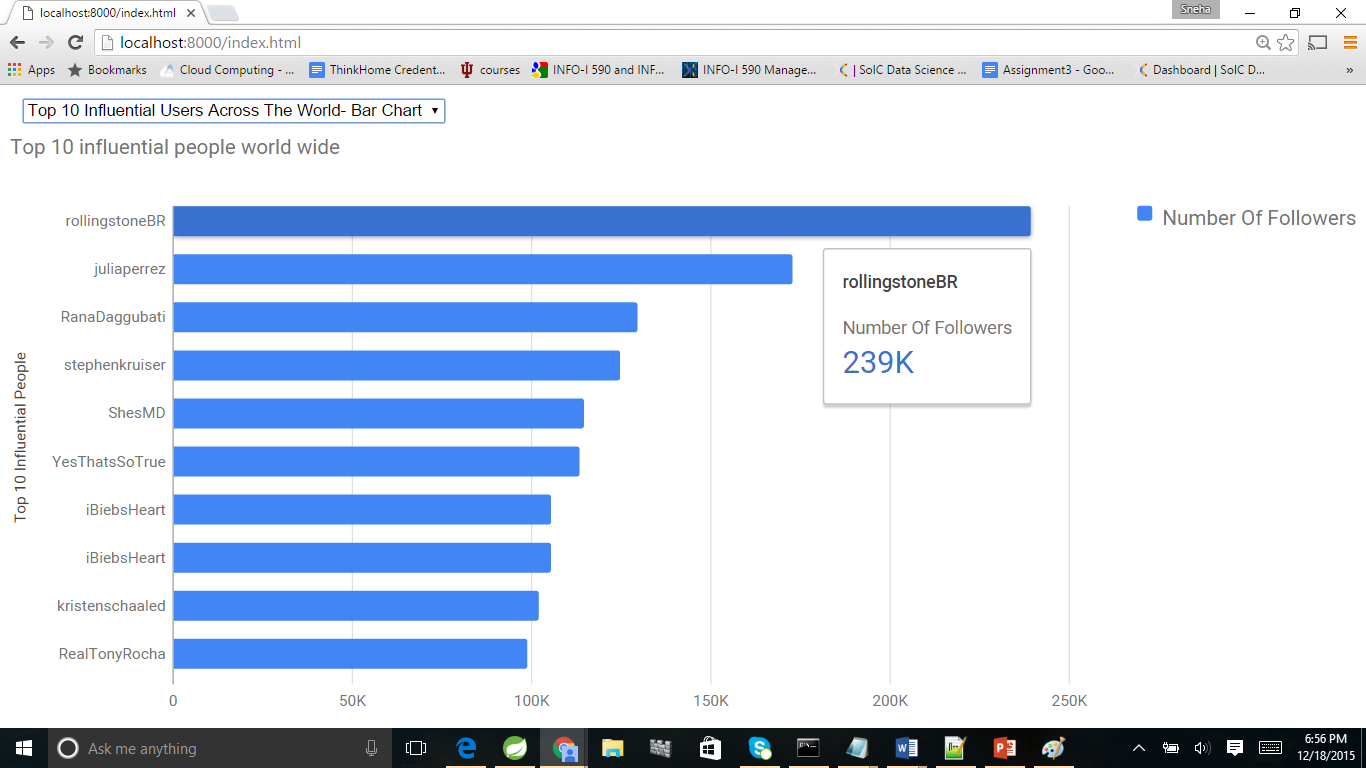 localhost:8000/index.html
Sneha
localhost:8000/index.html
Apps Bookmarks Cloud Computing - ... ThinkHome Credent... courses INFO-I 590 and INF... INFO-I 590 Manage... | SoIC Data Science ... Assignment3 - Goo... Dashboard | SoIC D... »
Top 10 Influential Users Across The World- Bar Chart
Top 10 influential people world wide
Number Of Followers
Top 10 Influential People
rollingstoneBR
juliaperrez
RanaDaggubati
stephenkruiser
ShesMD
YesThatsSoTrue
iBiebsHeart
iBiebsHeart
kristenschaaled
RealTonyRocha
rollingstoneBR
Number Of Followers
239K
0 50K 100K 150K 200K 250K
Ask me anything
6:56 PM
12/18/2015